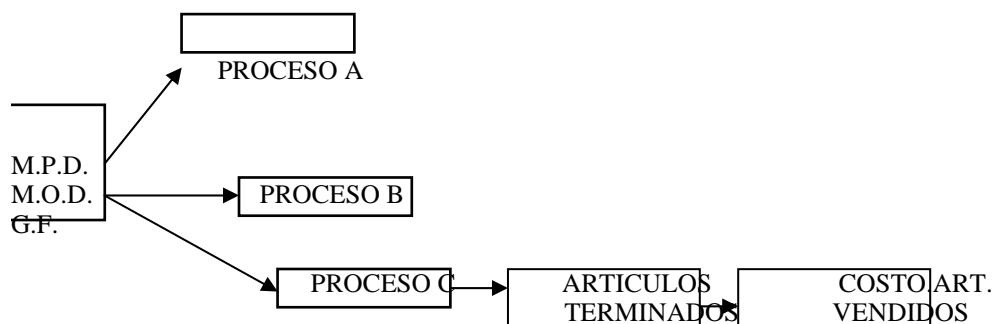 PROCESO A
M.P.D.
M.O.D.
G.F.
PROCESO B
PROCESO C
ARTICULOS
TERMINADOS
COSTO.ART.
VENDIDOS